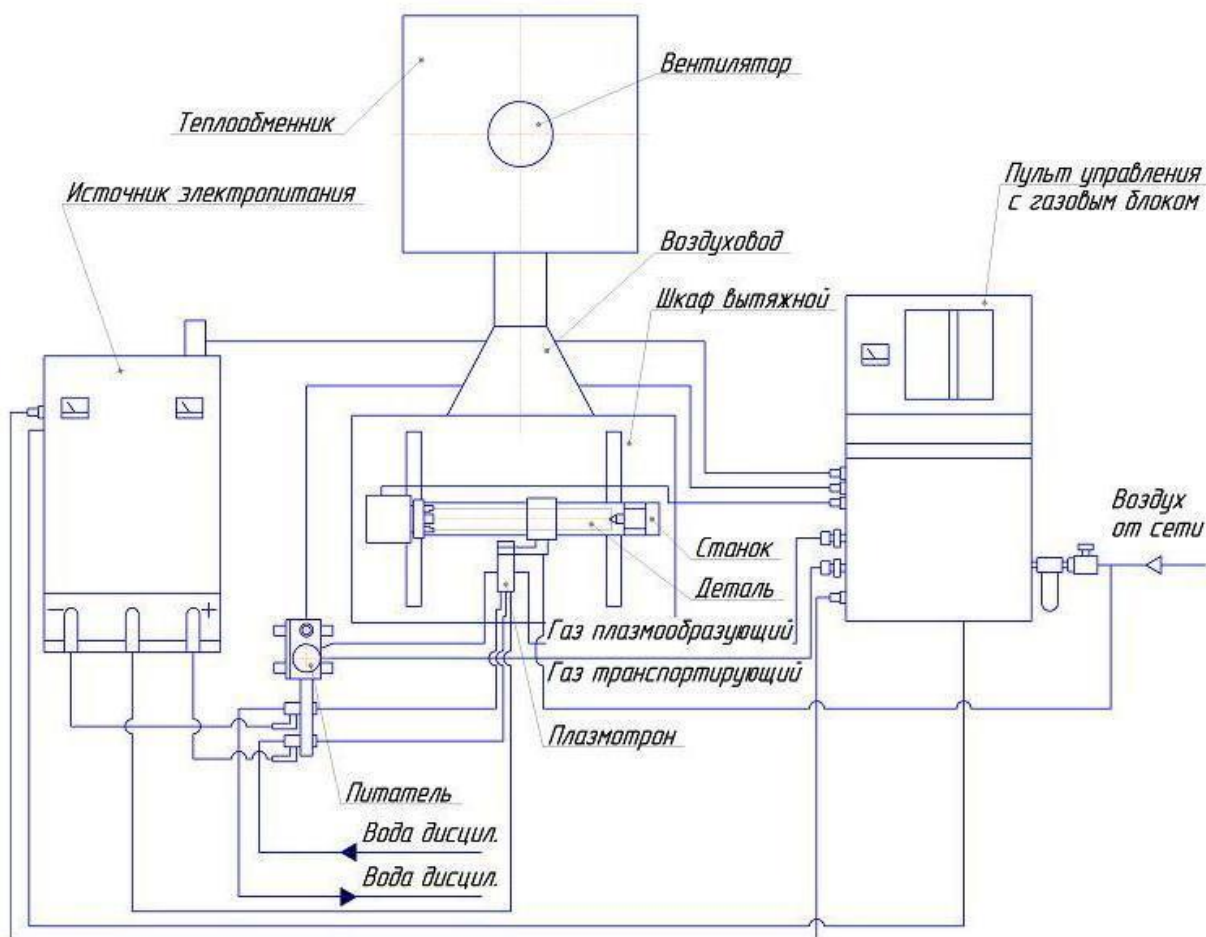 Вентилятор
Теплообменник
Источник электропитания
Пульт управления
с газовым блоком
Воздуховод
Шкаф вытяжной
Воздух
от сети
Станок
Деталь
− +
Газ плазмообразующий
Газ транспортирующий
Плазмотрон
Питатель
Вода дисцил.
Вода дисцил.